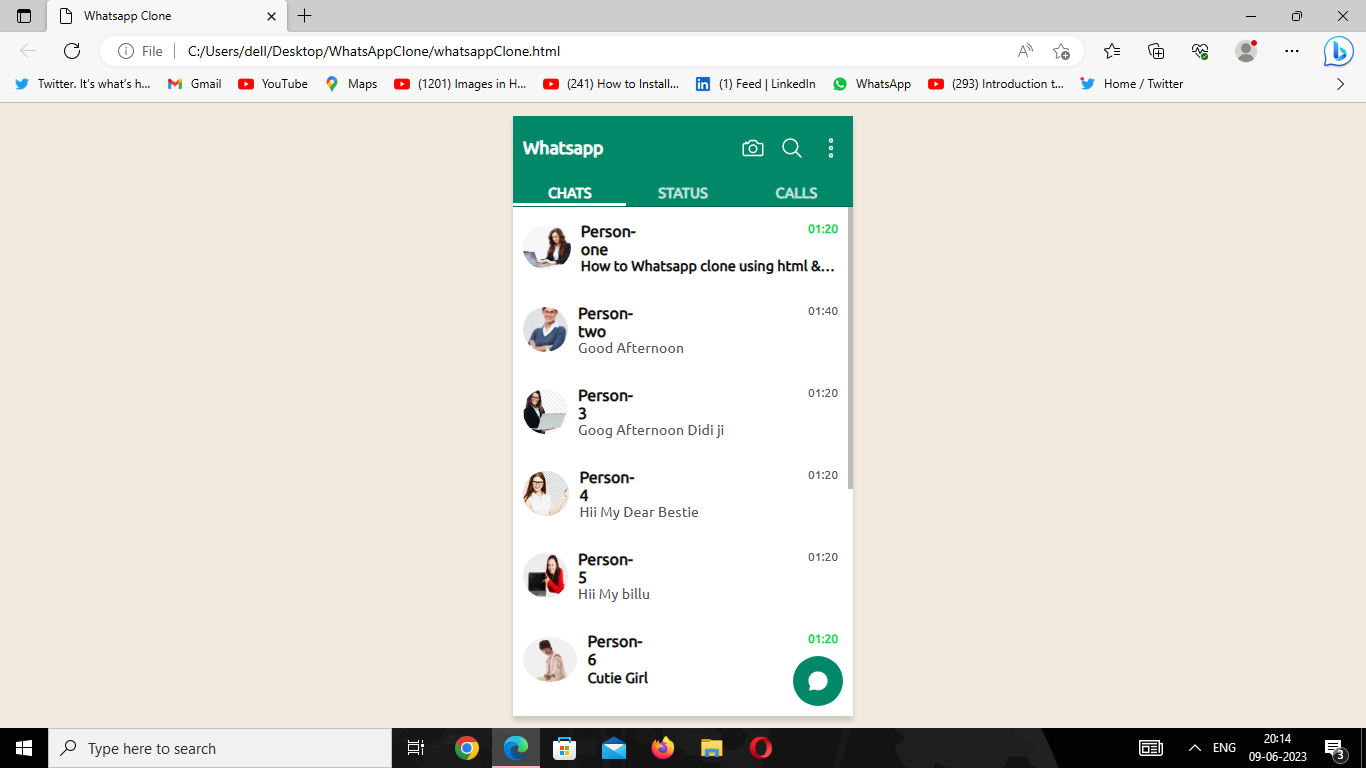 Whatsapp Clone
File
C:/Users/dell/Desktop/WhatsAppClone/whatsappClone.html
Twitter. It's what's h...
Gmail
YouTube
Maps
(1201) Images in H...
(241) How to Install...
(1) Feed | LinkedIn
WhatsApp
(293) Introduction t...
Home / Twitter
Whatsapp
CHATS
STATUS
CALLS
Person-
one
01:20
How to Whatsapp clone using html &...
Person-
two
01:40
Good Afternoon
Person-
3
01:20
Goog Afternoon Didi ji
Person-
4
01:20
Hii My Dear Bestie
Person-
5
01:20
Hii My billu
Person-
6
01:20
Cutie Girl
Type here to search
ENG
20:14
09-06-2023
3